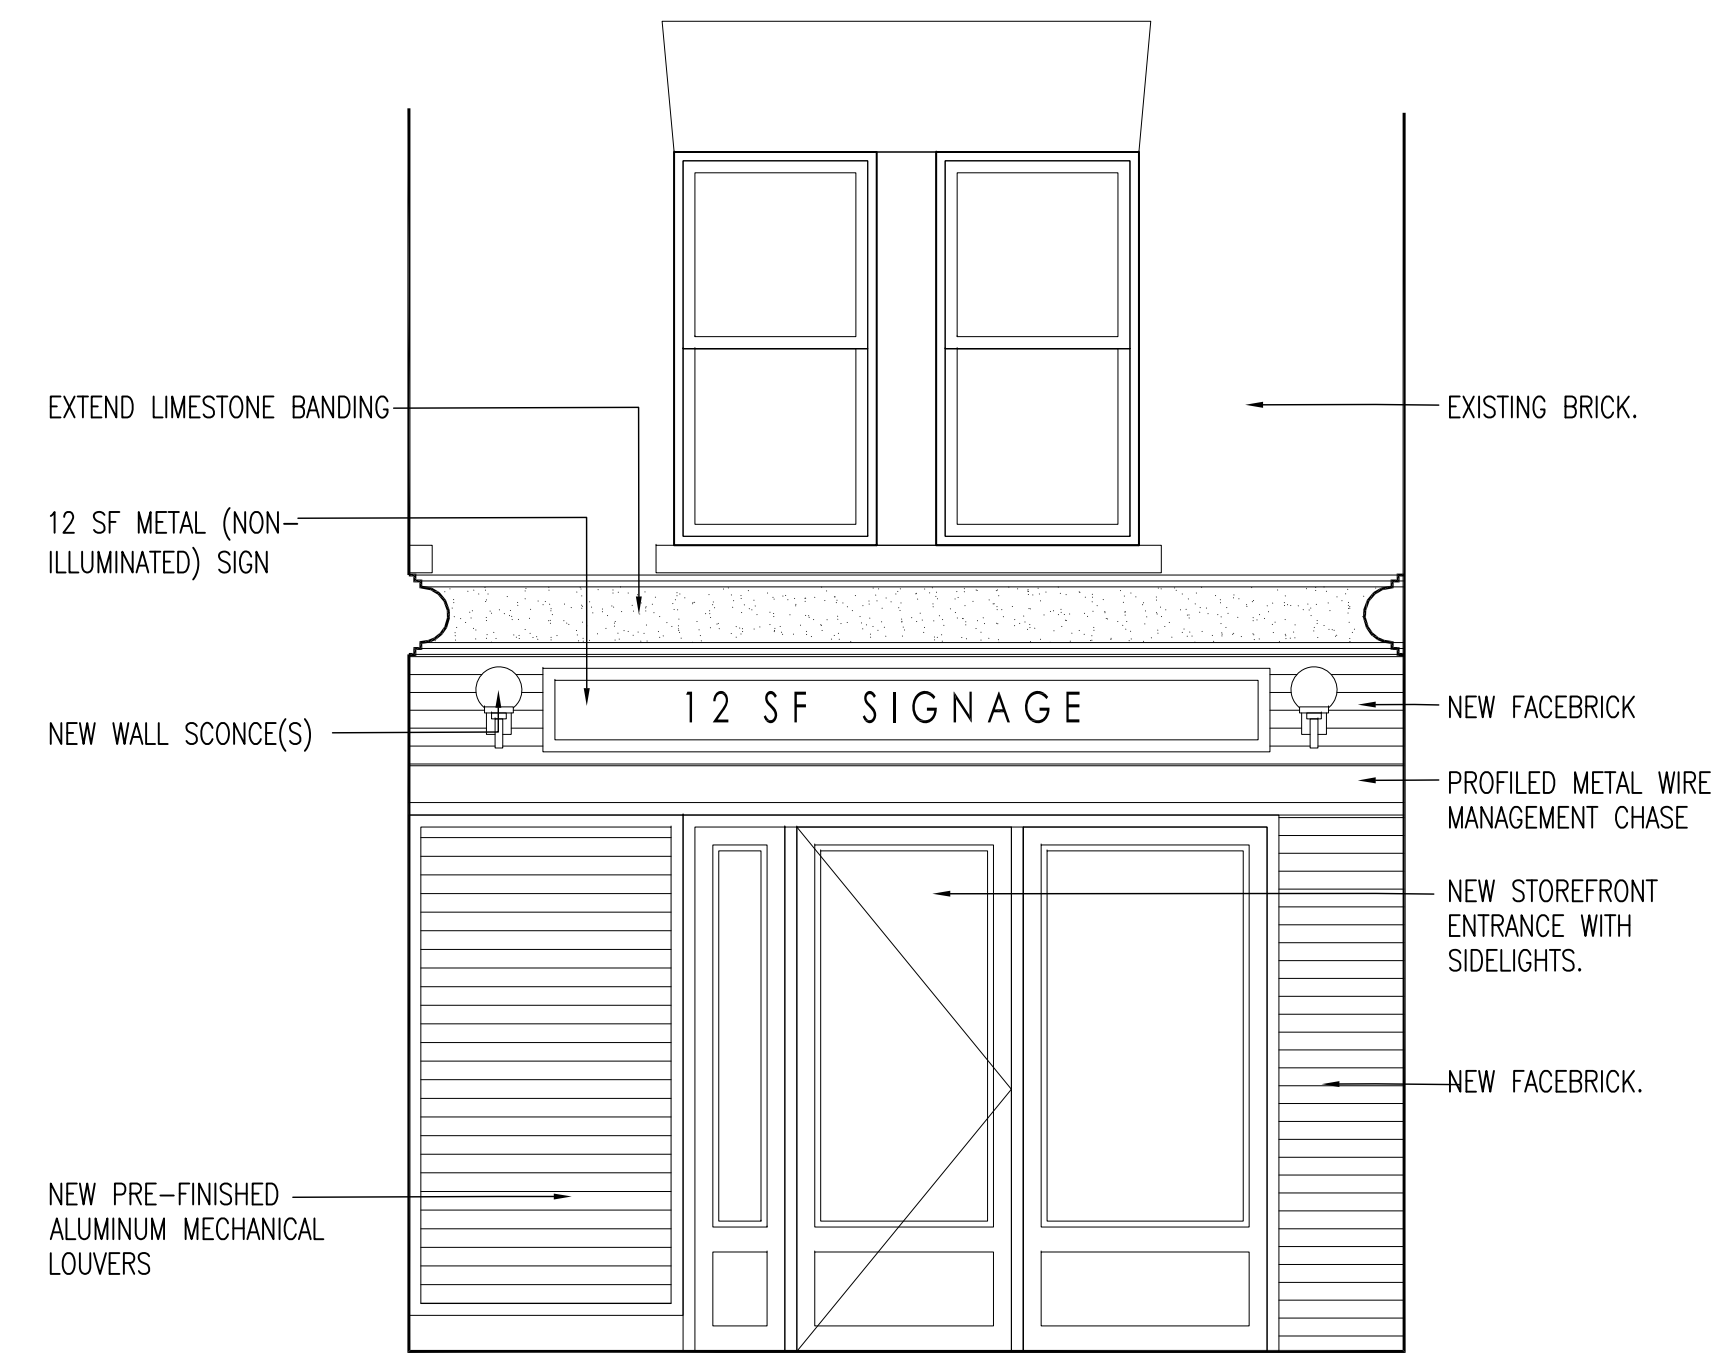 EXTEND LIMESTONE BANDING
EXISTING BRICK.
12 SF METAL (NON-
ILLUMINATED) SIGN
12 SF SIGNAGE
NEW FACEBRICK
NEW WALL SCONCE(S)
PROFILED METAL WIRE
MANAGEMENT CHASE
NEW STOREFRONT
ENTRANCE WITH
SIDELIGHTS.
NEW FACEBRICK.
NEW PRE-FINISHED
ALUMINUM MECHANICAL
LOUVERS